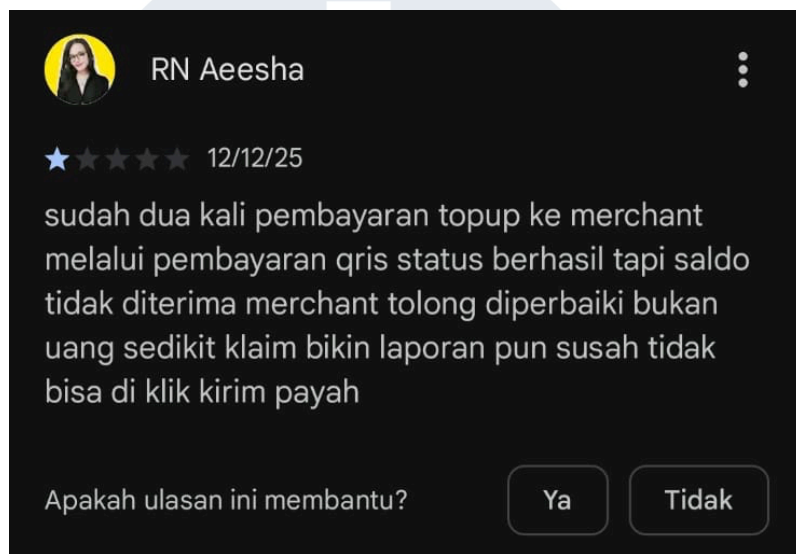 RN Aeesha
12/12/25
sudah dua kali pembayaran topup ke merchant
melalui pembayaran qris status berhasil tapi saldo
tidak diterima merchant tolong diperbaiki bukan
uang sedikit klaim bikin laporan pun susah tidak
bisa di klik kirim payah
Apakah ulasan ini membantu?
Ya
Tidak